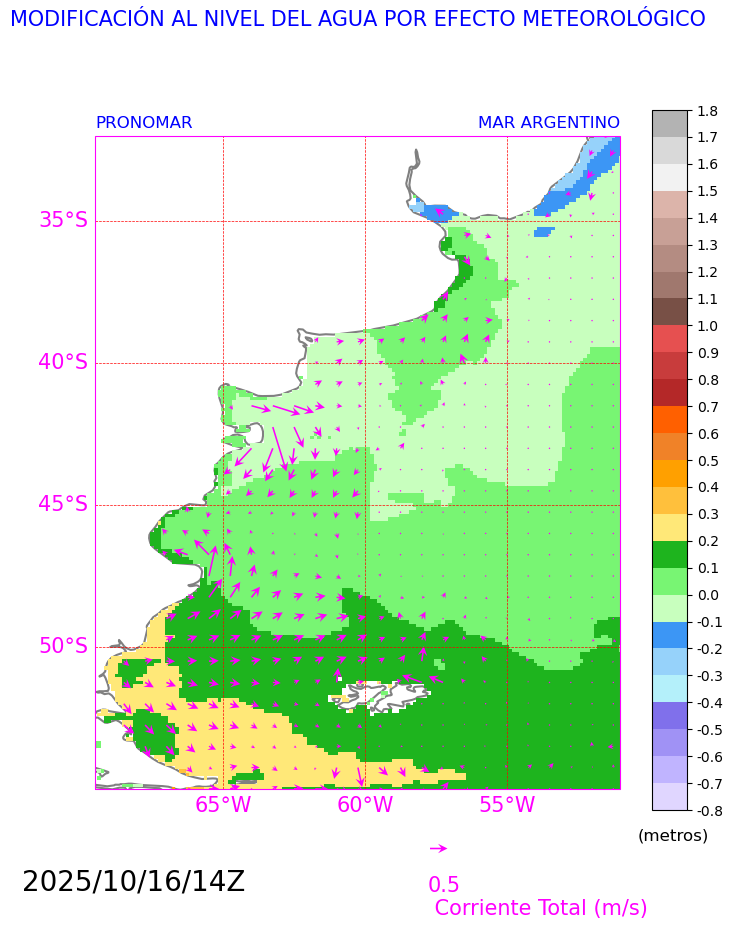 MODIFICACIÓN AL NIVEL DEL AGUA POR EFECTO METEOROLÓGICO
PRONOMAR MAR ARGENTINO
1.8
1.7
1.6
1.5
1.4
1.3
1.2
1.1
1.0
0.9
0.8
0.7
0.6
0.5
0.4
0.3
0.2
0.1
0.0
-0.1
-0.2
-0.3
-0.4
-0.5
-0.6
-0.7
-0.8
(metros)
35°S
40°S
45°S
50°S
65°W 60°W 55°W
2025/10/16/14Z
0.5
Corriente Total (m/s)